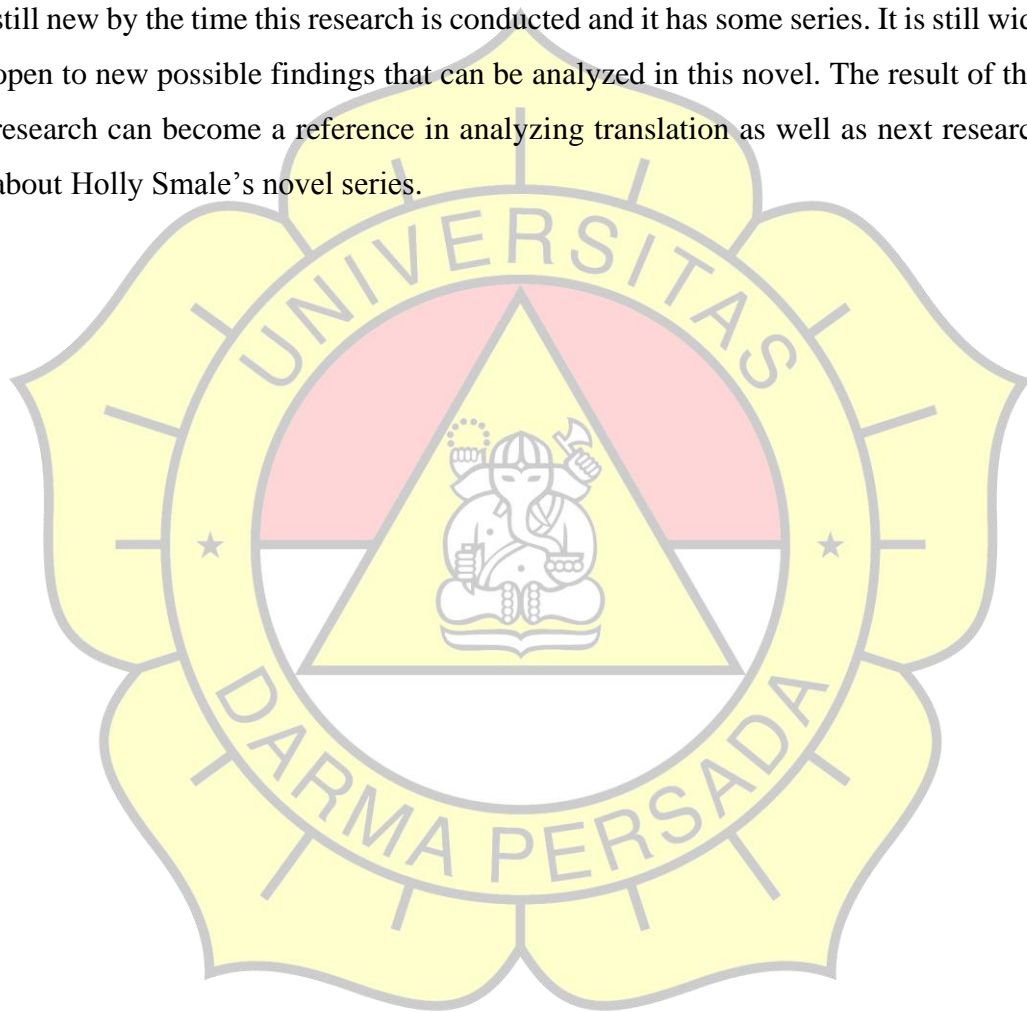 still new by the time this research is conducted and it has some series. It is still wid
open to new possible findings that can be analyzed in this novel. The result of th
research can become a reference in analyzing translation as well as next researc
about Holly Smale's novel series.
UNIVERSITAS
DARMA PERSADA